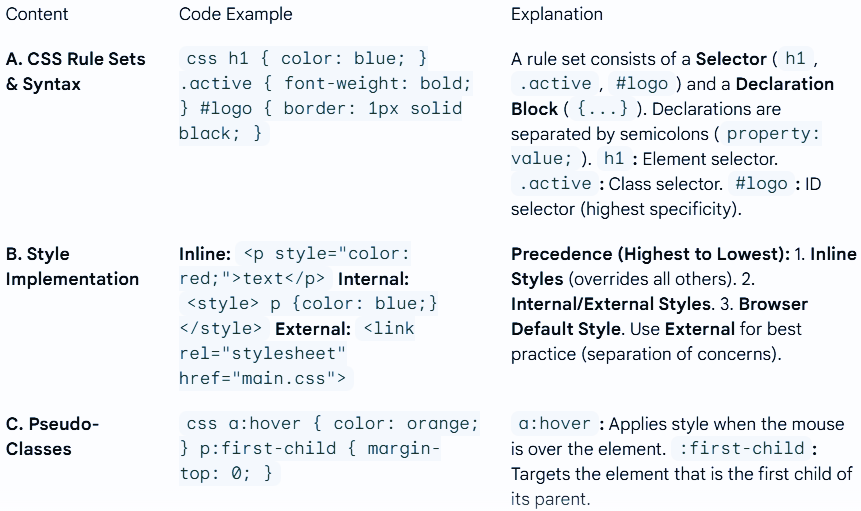 Content Code Example Explanation
A. CSS Rule Sets
& Syntax
css h1 { color: blue; }
.active { font-weight: bold;
} #logo { border: 1px solid
black; }
A rule set consists of a Selector ( h1 ,
.active , #logo ) and a Declaration
Block ( {...} ). Declarations are
separated by semicolons ( property:
value; ). h1 : Element selector.
.active : Class selector. #logo : ID
selector (highest specificity).
B. Style
Implementation
Inline: <p style="color:
red;">text</p> Internal:
<style> p {color: blue;}
</style> External: <link
rel="stylesheet"
href="main.css">
Precedence (Highest to Lowest): 1. Inline
Styles (overrides all others). 2.
Internal/External Styles. 3. Browser
Default Style. Use External for best
practice (separation of concerns).
C. Pseudo-
Classes
css a:hover { color: orange;
} p:first-child { margin-
top: 0; }
a:hover : Applies style when the mouse
is over the element. :first-child :
Targets the element that is the first child of
its parent.